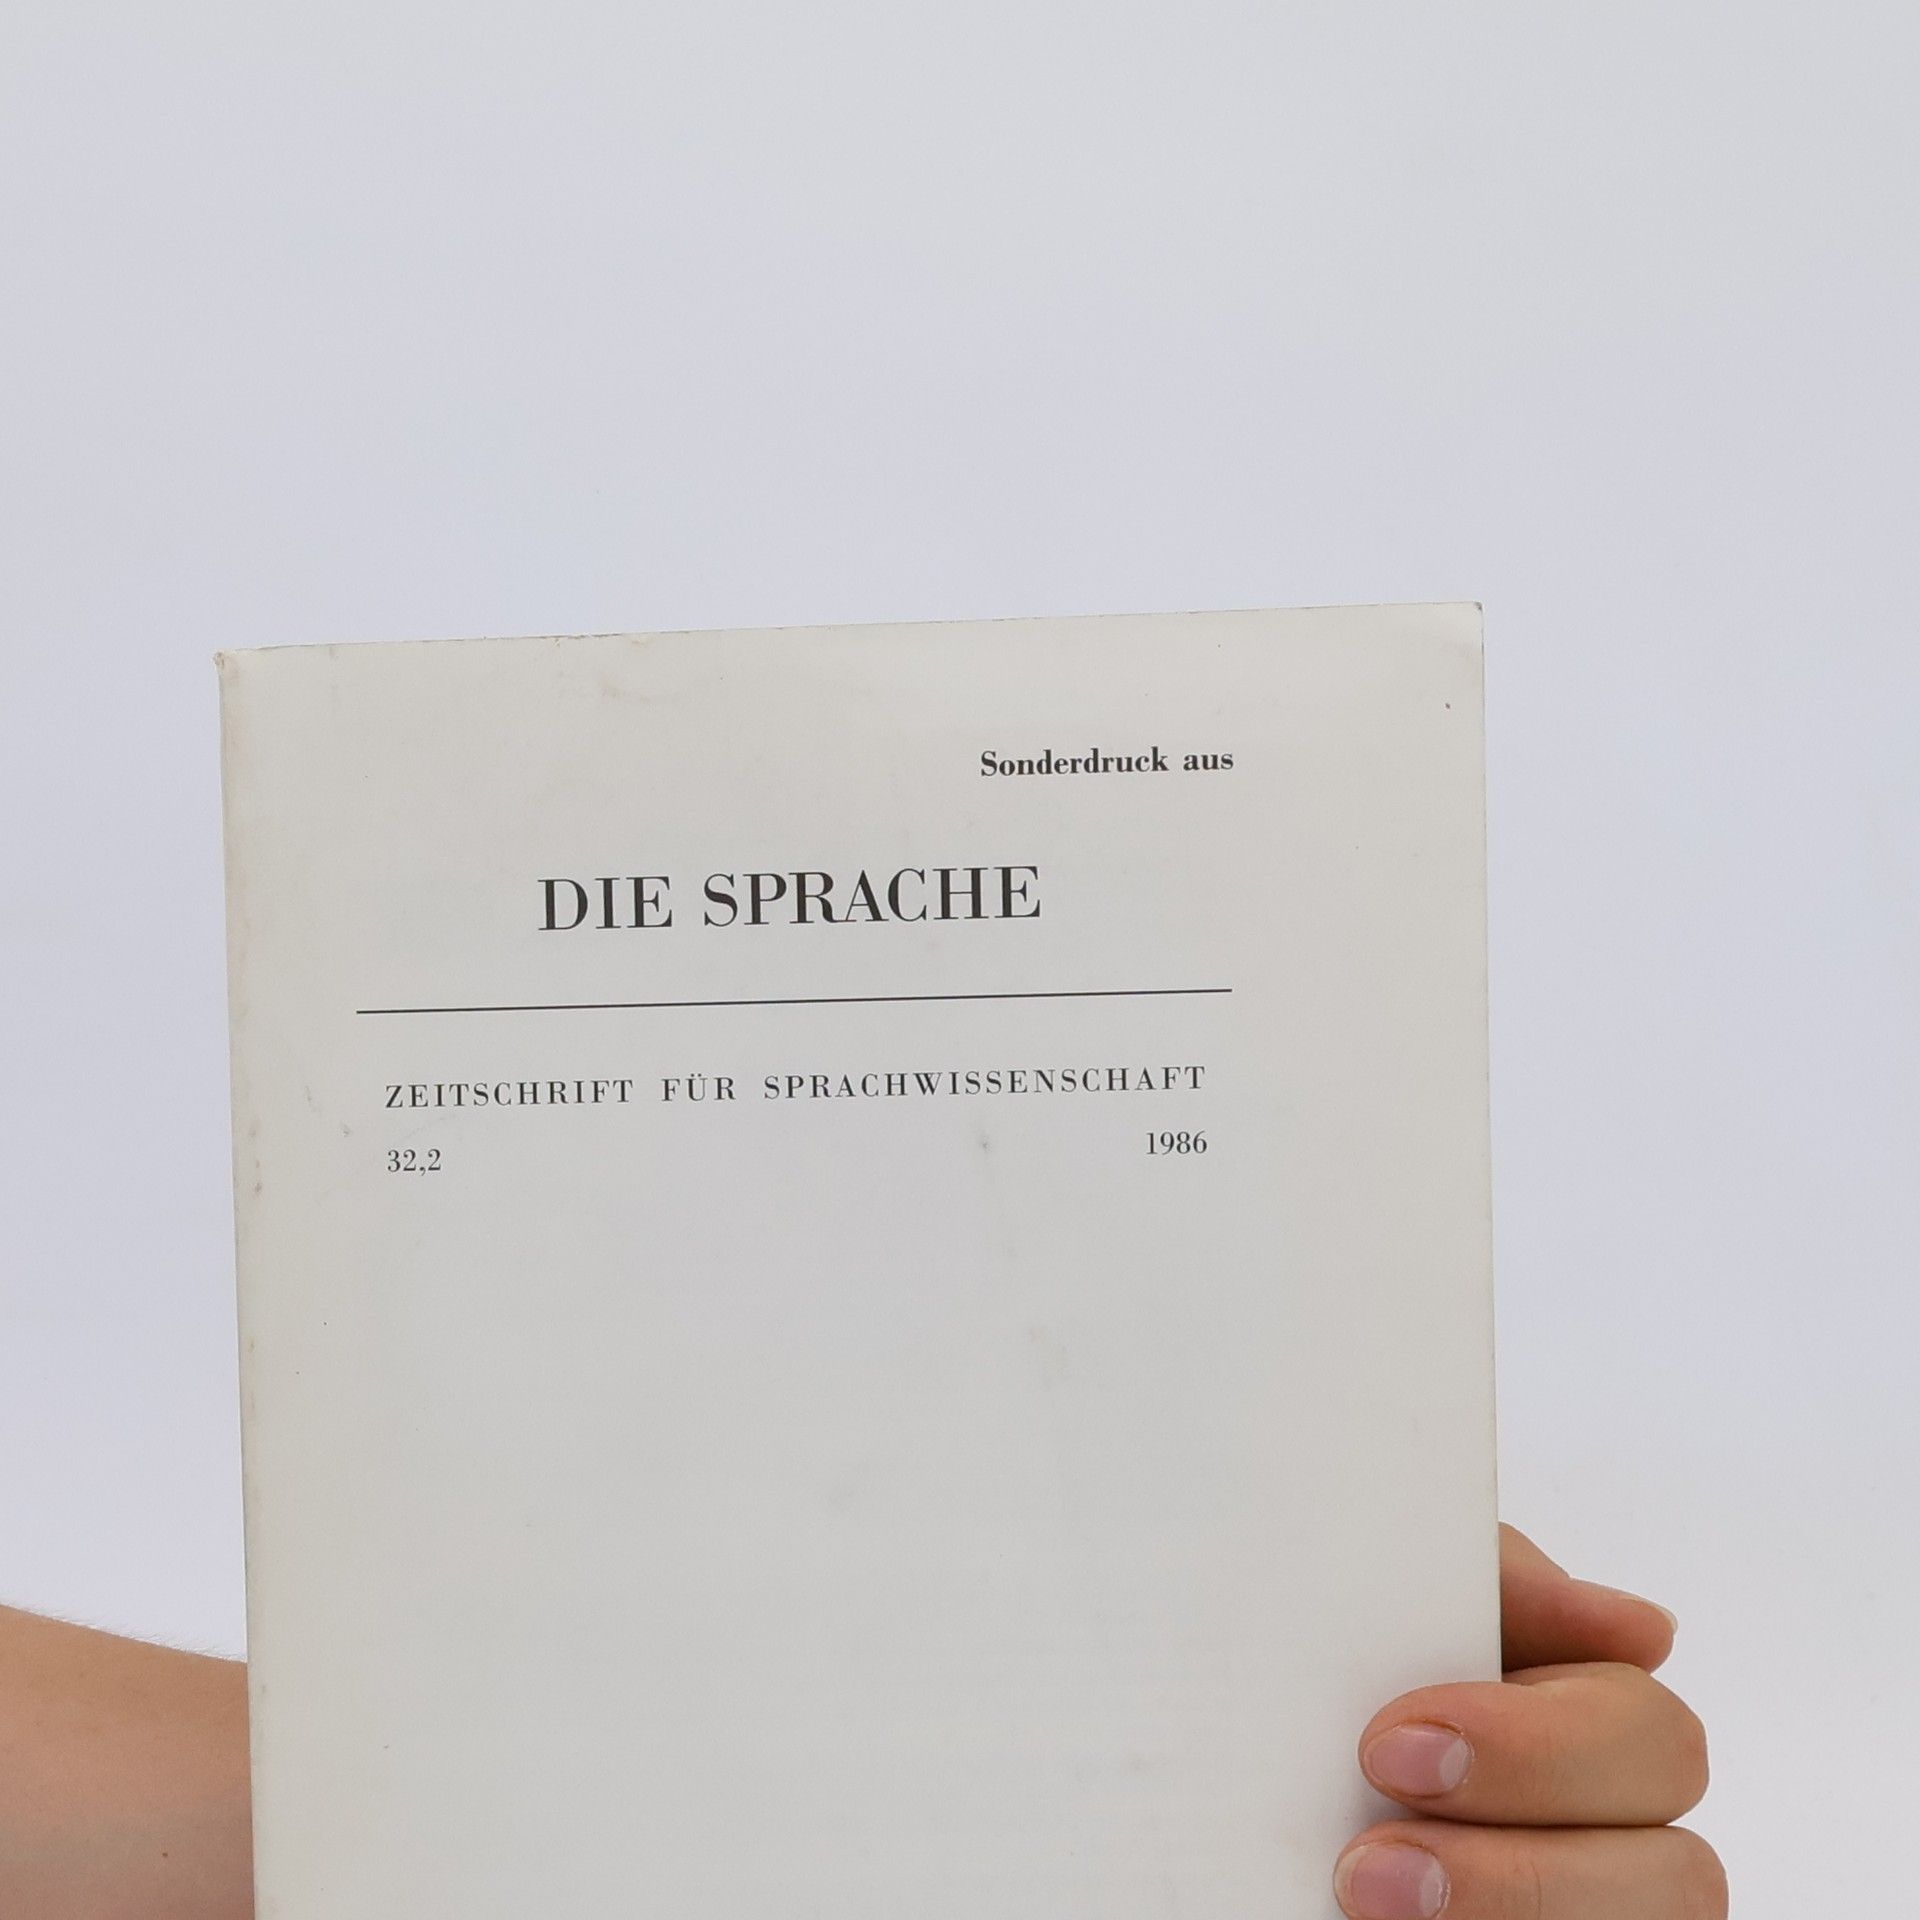 Sonderdruck aus
DIE SPRACHE
ZEITSCHRIFT FÜR SPRACHWISSENSCHAFT
32,2 1986